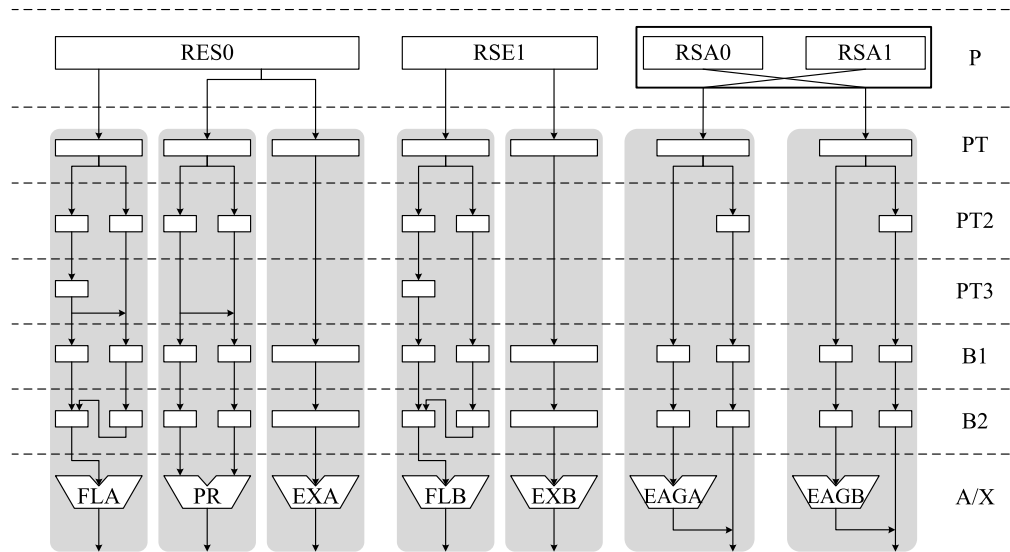 RES0 RSE1 RSA0 RSA1 P
PT
PT2
PT3
B1
B2
FLA PR EXA FLB EXB EAGA EAGB A/X